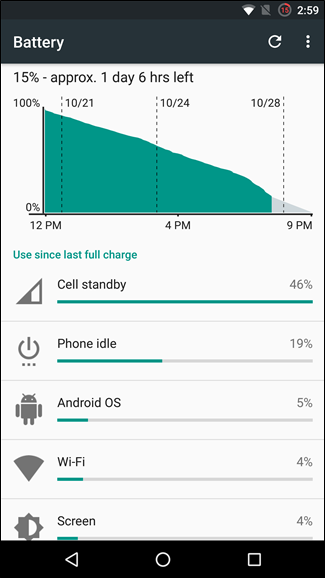 15 2:59
Battery
15% - approx. 1 day 6 hrs left
100% 10/21 10/24 10/28
0%
12 PM 4 PM 9 PM
Use since last full charge
Cell standby 46%
Phone idle 19%
Android OS 5%
Wi-Fi 4%
Screen 4%